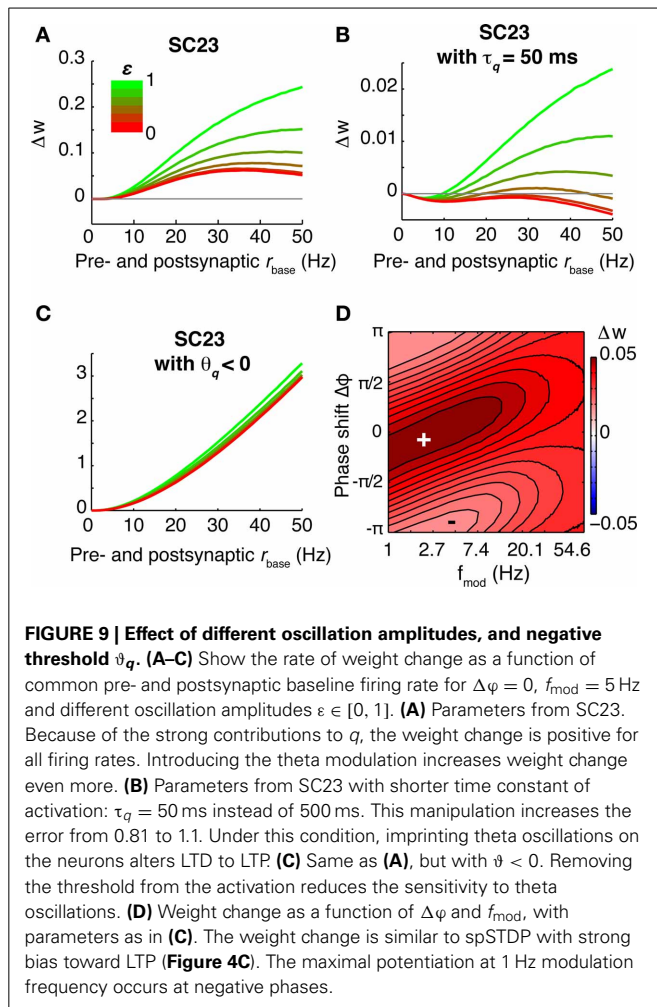 A
SC23
ε
1
0
0.3
0.2
0.1
0
Δw
0 10 20 30 40 50
Pre- and postsynaptic r_base (Hz)
B
SC23
with τ_q = 50 ms
0.02
0.01
0
Δw
0 10 20 30 40 50
Pre- and postsynaptic r_base (Hz)
C
SC23
with θ_q < 0
3
2
1
0
0 10 20 30 40 50
Pre- and postsynaptic r_base (Hz)
D
Δw
0.05
0
−0.05
π
π/2
0
-π/2
-π
Phase shift Δϕ
+
-
1 2.7 7.4 20.1 54.6
f_mod (Hz)
FIGURE 9 | Effect of different oscillation amplitudes, and negative
threshold ϑ_q. (A–C) Show the rate of weight change as a function of
common pre- and postsynaptic baseline firing rate for Δφ = 0, f_mod = 5 Hz
and different oscillation amplitudes ε ∈ [0, 1]. (A) Parameters from SC23.
Because of the strong contributions to q, the weight change is positive for
all firing rates. Introducing the theta modulation increases weight change
even more. (B) Parameters from SC23 with shorter time constant of
activation: τ_q = 50 ms instead of 500 ms. This manipulation increases the
error from 0.81 to 1.1. Under this condition, imprinting theta oscillations on
the neurons alters LTD to LTP. (C) Same as (A), but with ϑ < 0. Removing
the threshold from the activation reduces the sensitivity to theta
oscillations. (D) Weight change as a function of Δφ and f_mod, with
parameters as in (C). The weight change is similar to spSTDP with strong
bias toward LTP (Figure 4C). The maximal potentiation at 1 Hz modulation
frequency occurs at negative phases.